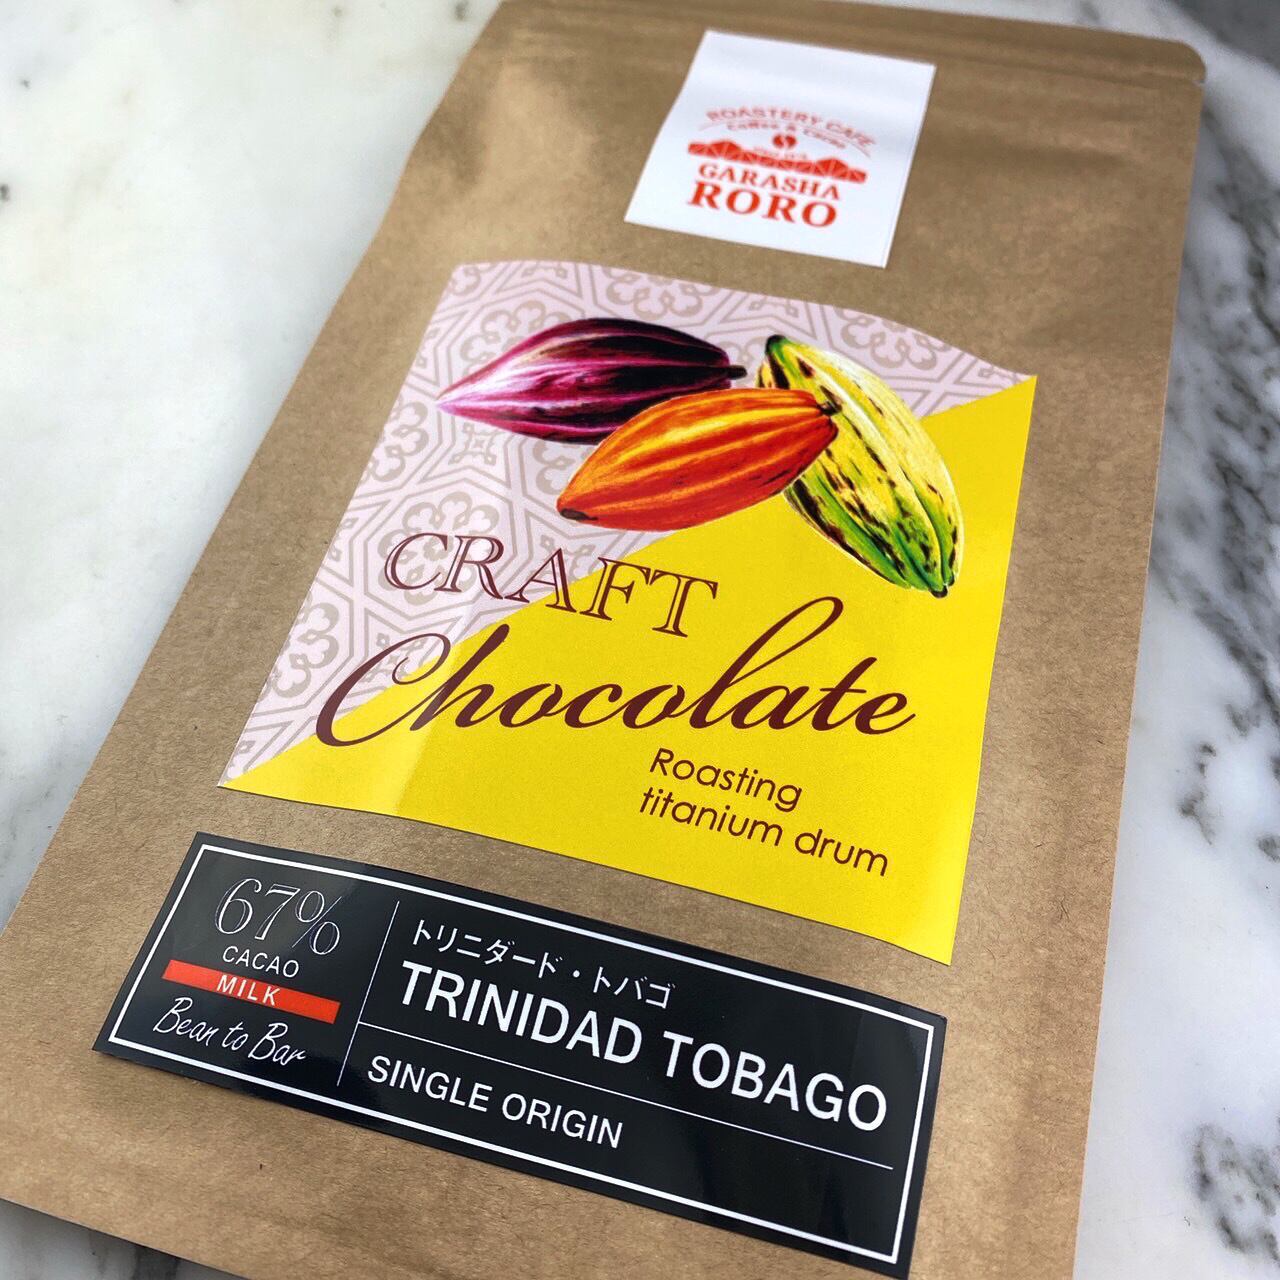 ROASTERY CAFE
Coffee & Cacao
GARASHA
RORO
CRAFT
Chocolate
Roasting
titanium drum
67%
CACAO
MILK
Bean to Bar
トリニダード・トバゴ
TRINIDAD TOBAGO
SINGLE ORIGIN